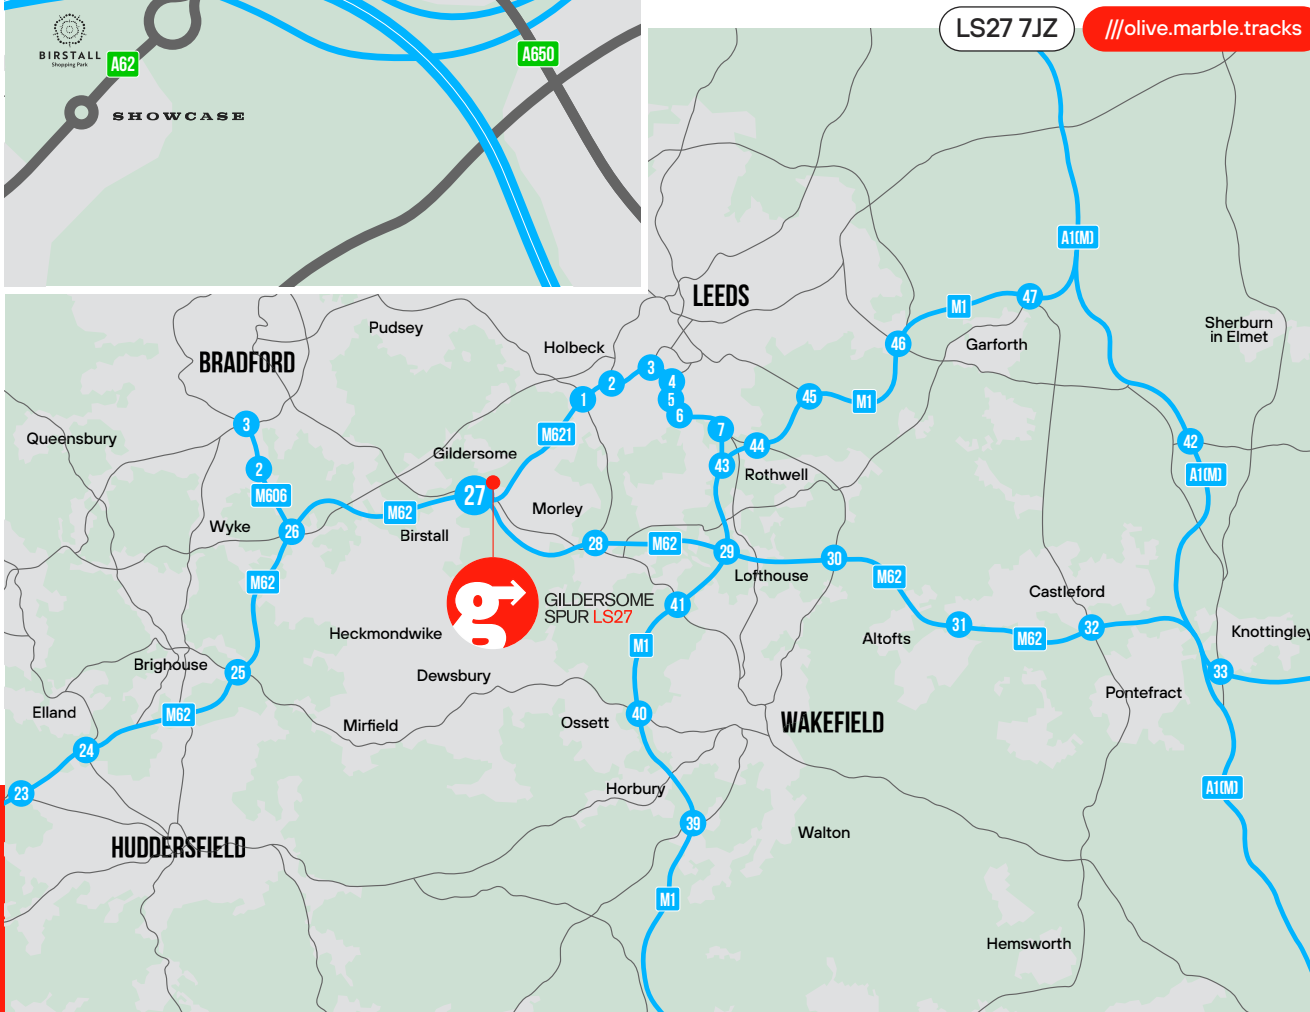 BIRSTALL
Shopping Park
A62
SHOWCASE
A650
LS27 7JZ
///olive.marble.tracks
A1(M)
LEEDS
47
M1
46
Garforth
Sherburn
in Elmet
Pudsey
BRADFORD
Holbeck
3
2
4
1
5
6
45
M1
3
7
M621
Queensbury
44
42
Gildersome
43
Rothwell
A1(M)
2
M606
27
M62
Morley
Wyke
26
Birstall
28
M62
29
30
Lofthouse
M62
M62
Castleford
GILDERSOME
SPUR LS27
41
Heckmondwike
31
M62
32
Altofts
Knottingley
M1
Brighouse
25
33
Dewsbury
Pontefract
Elland
M62
Mirfield
Ossett
40
WAKEFIELD
24
23
Horbury
A1(M)
39
Walton
HUDDERSFIELD
M1
Hemsworth